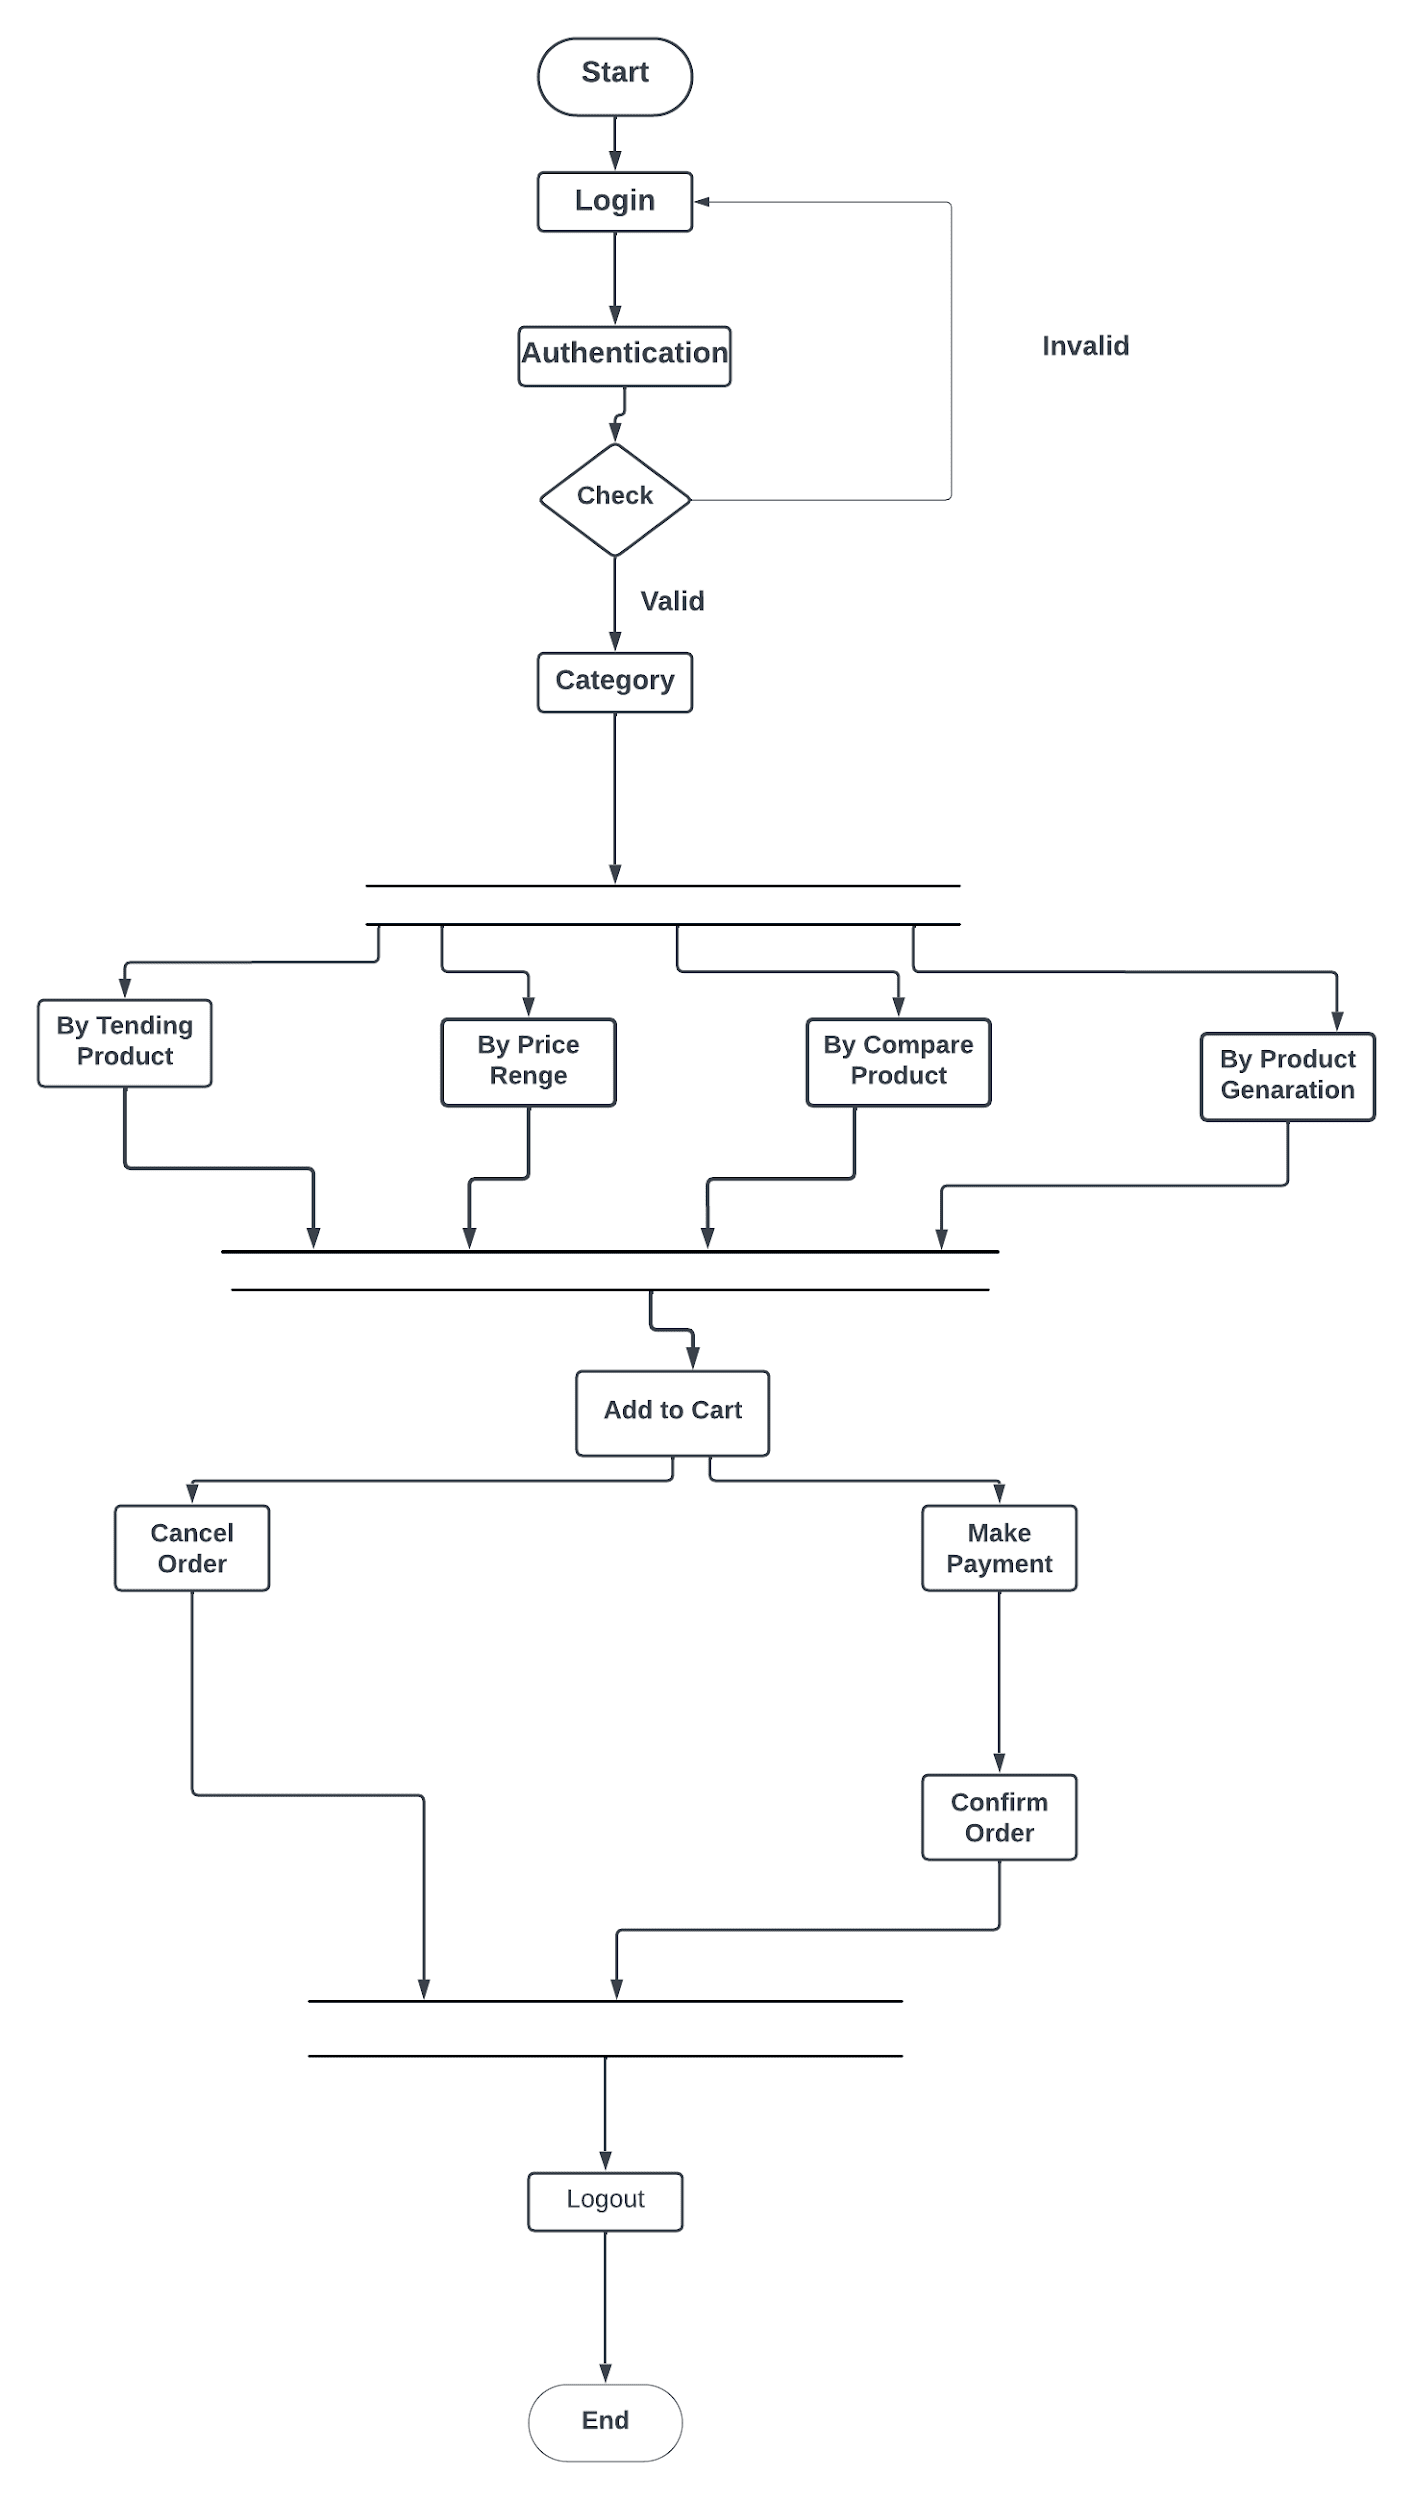 Start
Login
Invalid
Authentication
Check
Valid
Category
By Tending
Product
By Price
Renge
By Compare
Product
By Product
Genaration
Add to Cart
Cancel
Order
Make
Payment
Confirm
Order
Logout
End